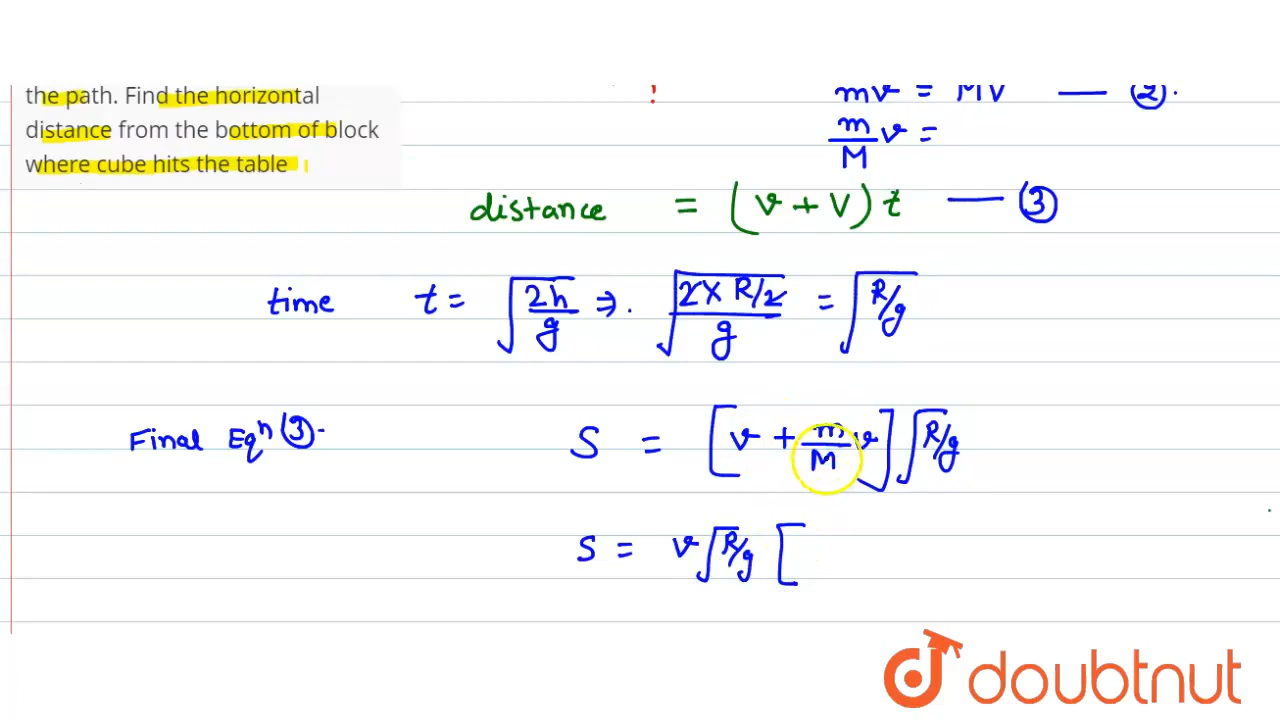 the path. Find the horizontal
distance from the bottom of block
where cube hits the table
!
mv = MV — ②.
m/M v =
distance = (v + V) t — ③
time t = √(2h/g) ⇒. √(2 × R/2 / g) = √(R/g)
Final Eqⁿ ③.
S = [v + m/M v] √(R/g)
S = v √(R/g) [
doubtnut